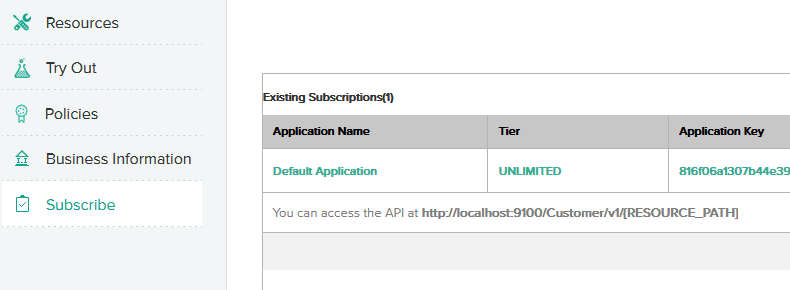 Resources
Try Out
Policies
Business Information
Subscribe
Existing Subscriptions(1)
Application Name Tier Application Key
Default Application UNLIMITED 816f06a1307b44e39
You can access the API at http://localhost:9100/Customer/v1/[RESOURCE_PATH]